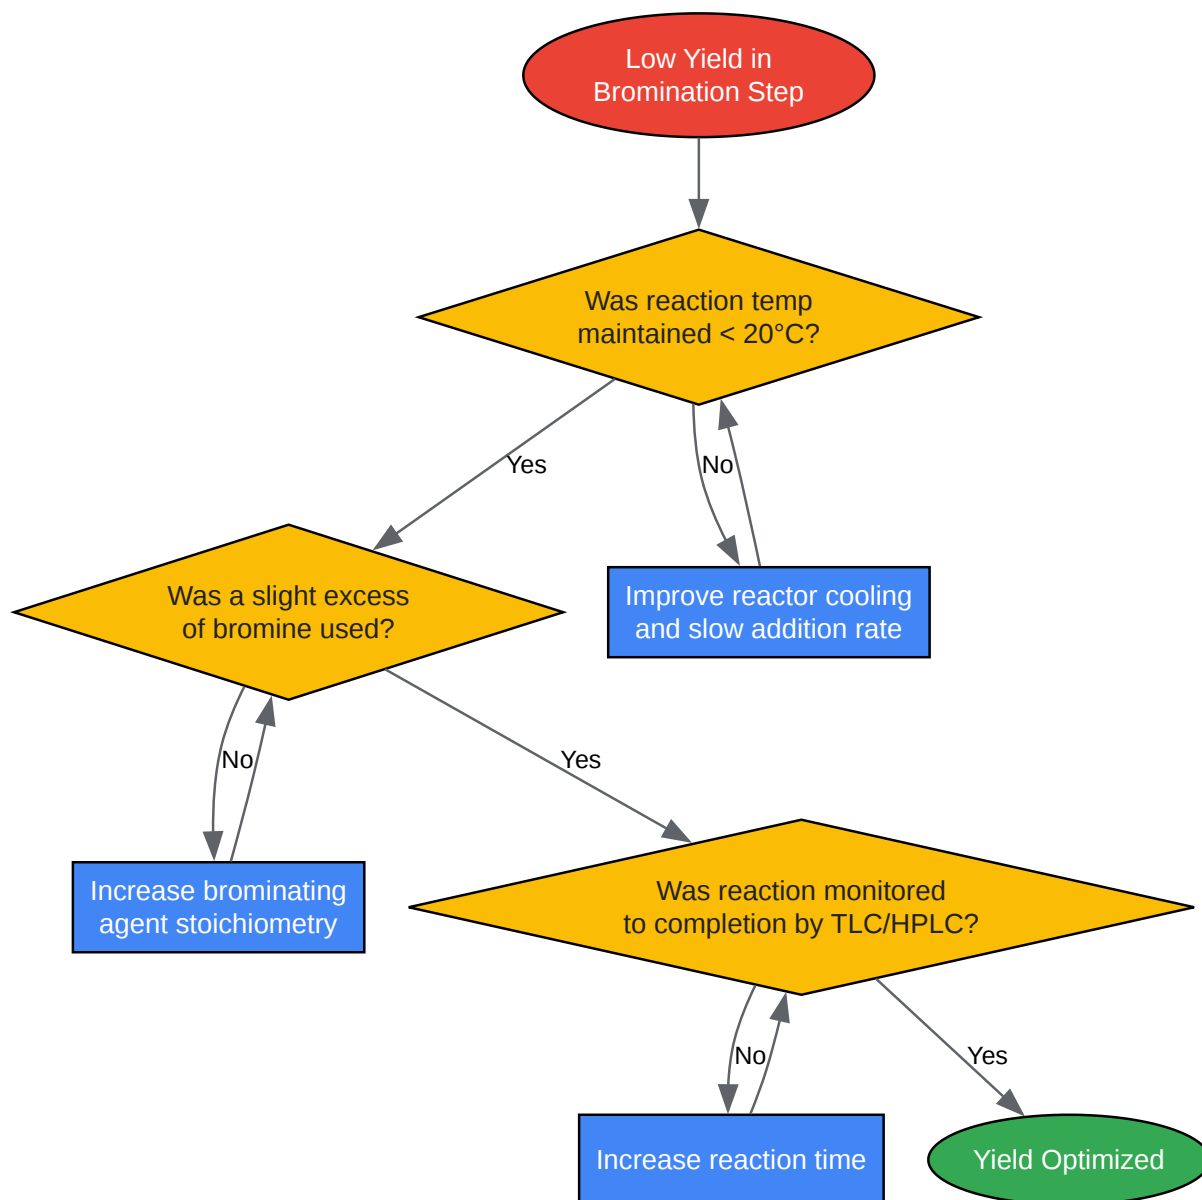 Low Yield in
Bromination Step
Was reaction temp
maintained < 20°C?
Yes
No
Was a slight excess
of bromine used?
Improve reactor cooling
and slow addition rate
No
Yes
Increase brominating
agent stoichiometry
Was reaction monitored
to completion by TLC/HPLC?
No
Yes
Increase reaction time
Yield Optimized